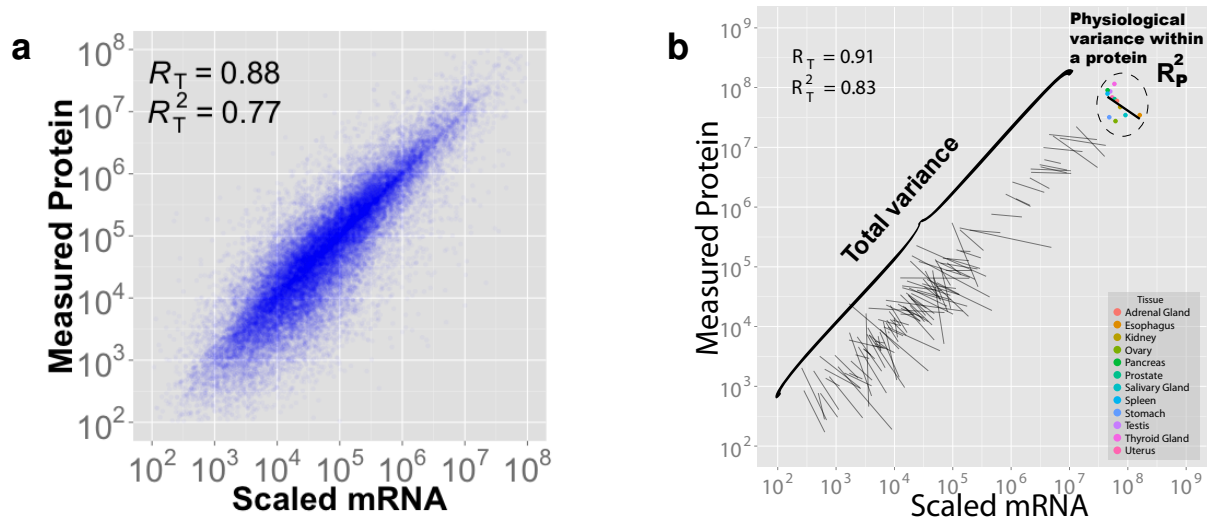 a
R_T = 0.88
R_T^2 = 0.77
10^8
10^7
10^6
10^5
10^4
10^3
10^2
Measured Protein
10^2 10^3 10^4 10^5 10^6 10^7 10^8
Scaled mRNA
b
Physiological
variance within
a protein
R_P^2
R_T = 0.91
R_T^2 = 0.83
Total variance
10^9
10^8
10^7
10^6
10^5
10^4
10^3
10^2
Measured Protein
Tissue
Adrenal Gland
Esophagus
Kidney
Ovary
Pancreas
Prostate
Salivary Gland
Spleen
Stomach
Testis
Thyroid Gland
Uterus
10^2 10^3 10^4 10^5 10^6 10^7 10^8 10^9
Scaled mRNA